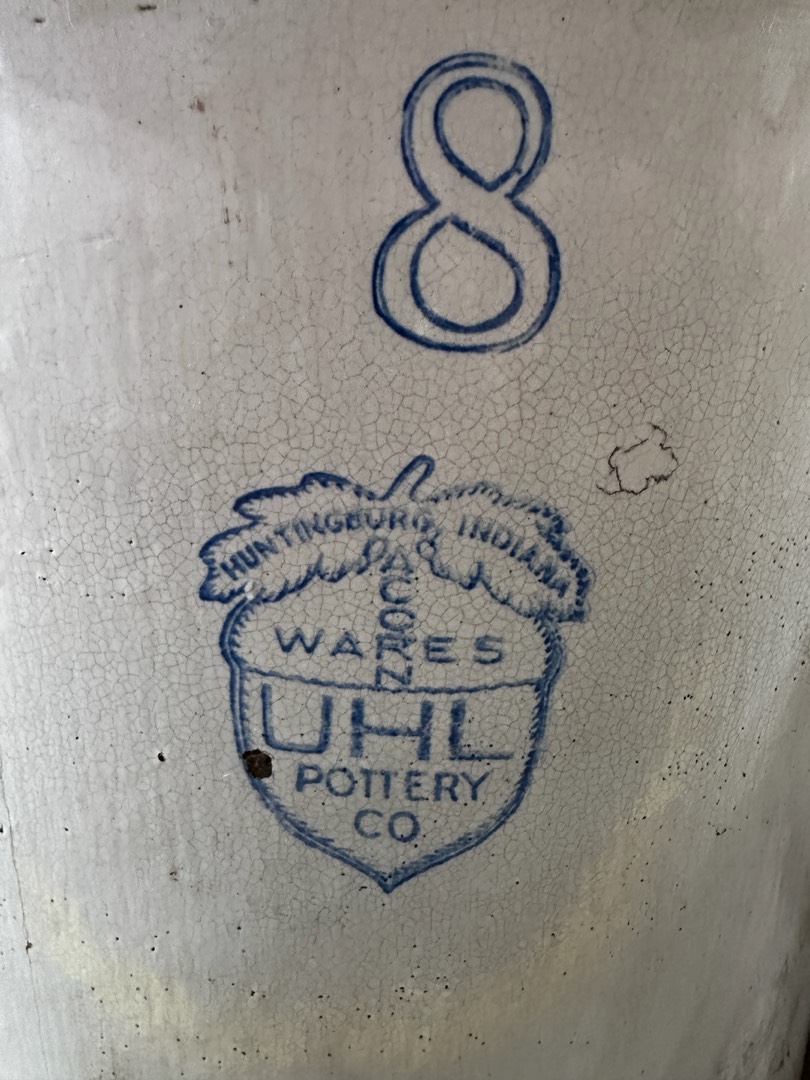 8
HUNTINGBURG, INDIANA
ACORN
WARES
UHL
POTTERY
CO